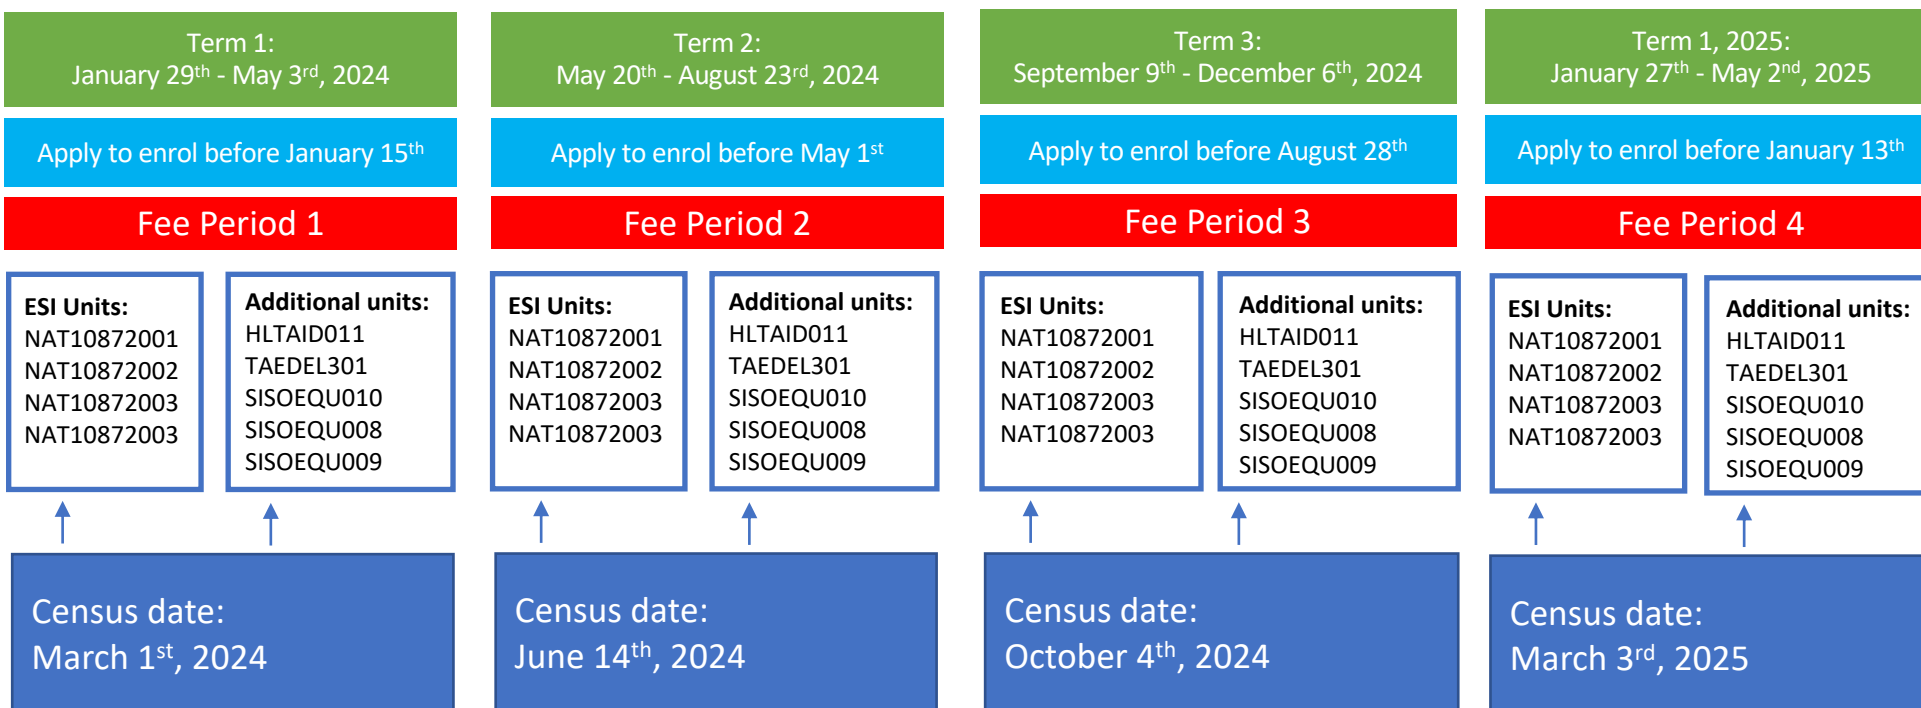 Term 1:
January 29th - May 3rd, 2024
Apply to enrol before January 15th
Fee Period 1
ESI Units:
NAT10872001
NAT10872002
NAT10872003
NAT10872003
Additional units:
HLTAID011
TAEDEL301
SISOEQU010
SISOEQU008
SISOEQU009
Census date:
March 1st, 2024
Term 2:
May 20th - August 23rd, 2024
Apply to enrol before May 1st
Fee Period 2
ESI Units:
NAT10872001
NAT10872002
NAT10872003
NAT10872003
Additional units:
HLTAID011
TAEDEL301
SISOEQU010
SISOEQU008
SISOEQU009
Census date:
June 14th, 2024
Term 3:
September 9th - December 6th, 2024
Apply to enrol before August 28th
Fee Period 3
ESI Units:
NAT10872001
NAT10872002
NAT10872003
NAT10872003
Additional units:
HLTAID011
TAEDEL301
SISOEQU010
SISOEQU008
SISOEQU009
Census date:
October 4th, 2024
Term 1, 2025:
January 27th - May 2nd, 2025
Apply to enrol before January 13th
Fee Period 4
ESI Units:
NAT10872001
NAT10872002
NAT10872003
NAT10872003
Additional units:
HLTAID011
TAEDEL301
SISOEQU010
SISOEQU008
SISOEQU009
Census date:
March 3rd, 2025